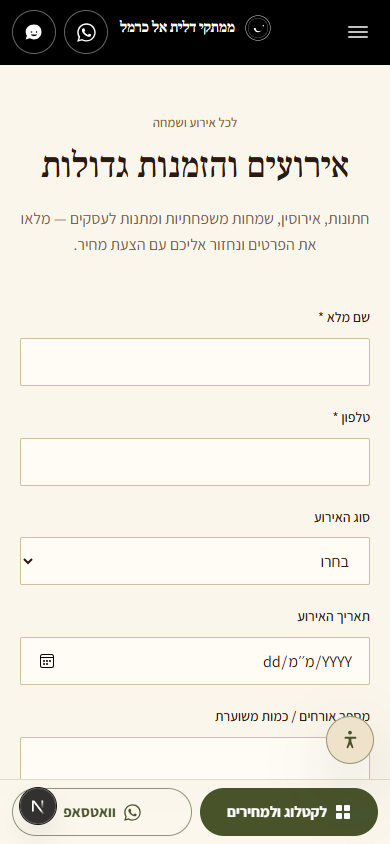 ממתקי דלית אל כרמל
לכל אירוע ושמחה
אירועים והזמנות גדולות
חתונות, אירוסין, שמחות משפחתיות ומתנות לעסקים — מלאו
את הפרטים ונחזור אליכם עם הצעת מחיר.
שם מלא *
טלפון *
סוג האירוע
בחרו
תאריך האירוע
dd/מ״מ/YYYY
מספר אורחים / כמות משוערת
לקטלוג ולמחירים
וואטסאפ
N